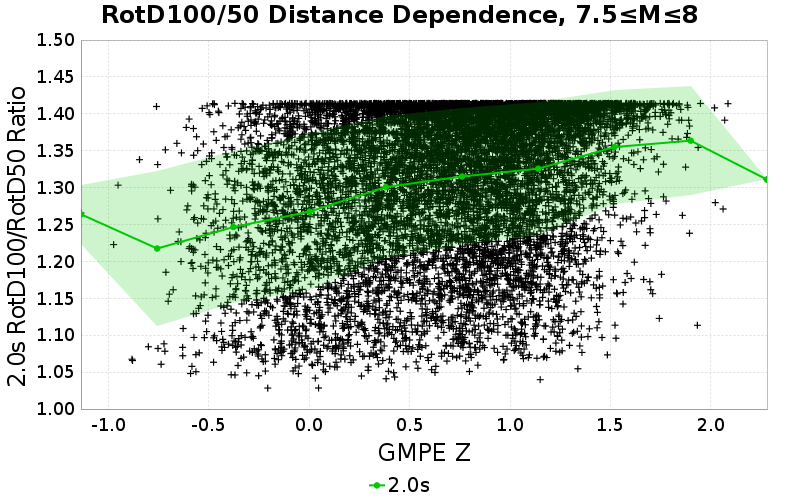 RotD100/50 Distance Dependence, 7.5≤M≤8
2.0s RotD100/RotD50 Ratio
1.50
1.45
1.40
1.35
1.30
1.25
1.20
1.15
1.10
1.05
1.00
-1.0 -0.5 0.0 0.5 1.0 1.5 2.0
GMPE Z
2.0s